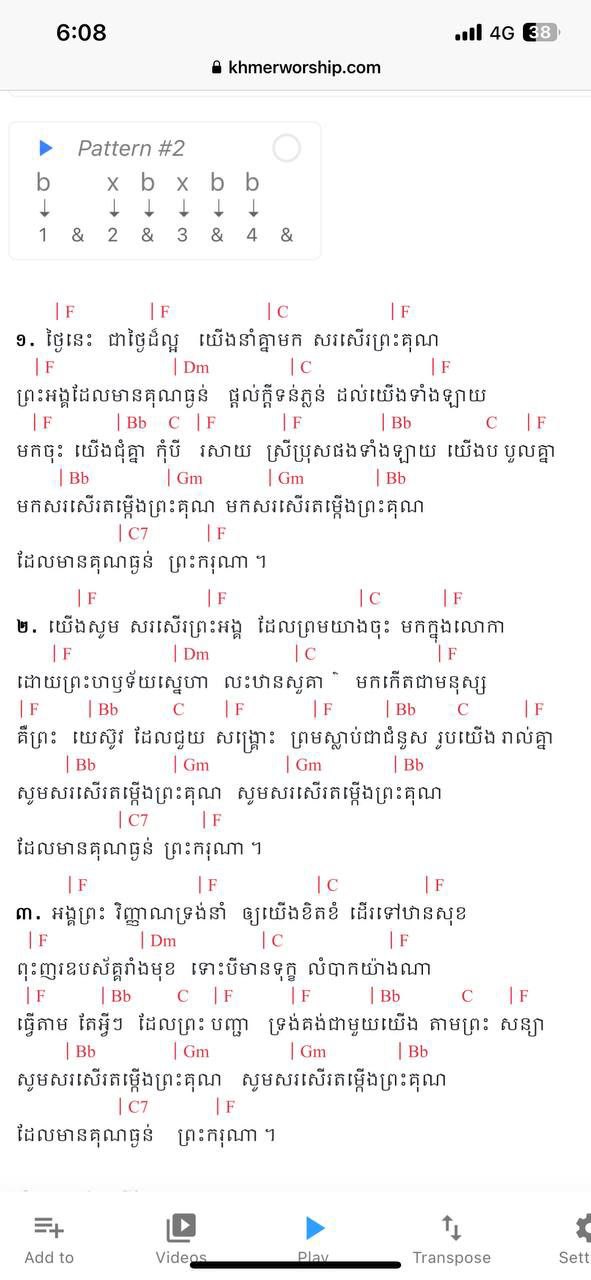 6:08 4G 38
khmerworship.com
Pattern #2
b x b x b b
↓ ↓ ↓ ↓ ↓ ↓
1 & 2 & 3 & 4 &
| F | F | C | F
១. ថ្ងៃនេះ ជាថ្ងៃដ៏ល្អ យើងនាំគ្នាមក សរសើរព្រះគុណ
| F | Dm | C | F
ព្រះអង្គដែលមានគុណធ្ងន់ ផ្តល់ក្តីទន់ភ្លន់ ដល់យើងទាំងឡាយ
| F | Bb C | F | F | Bb C | F
មកចុះ យើងជុំគ្នា កុំបី រសាយ ស្រីប្រុសផងទាំងឡាយ យើងប បួលគ្នា
| Bb | Gm | Gm | Bb
មកសរសើរតម្កើងព្រះគុណ មកសរសើរតម្កើងព្រះគុណ
| C7 | F
ដែលមានគុណធ្ងន់ ព្រះករុណា ។
| F | F | C | F
២. យើងសូម សរសើរព្រះអង្គ ដែលព្រមយាងចុះ មកក្នុងលោកា
| F | Dm | C | F
ដោយព្រះហឫទ័យស្នេហា លះឋានសួគា ៌ មកកើតជាមនុស្ស
| F | Bb C | F | F | Bb C | F
គឺព្រះ យេស៊ូវ ដែលជួយ សង្គ្រោះ ព្រមស្លាប់ជាជំនួស រូបយើង រាល់គ្នា
| Bb | Gm | Gm | Bb
សូមសរសើរតម្កើងព្រះគុណ សូមសរសើរតម្កើងព្រះគុណ
| C7 | F
ដែលមានគុណធ្ងន់ ព្រះករុណា ។
| F | F | C | F
៣. អង្គព្រះ វិញ្ញាណទ្រង់នាំ ឲ្យយើងខិតខំ ដើរទៅឋានសុខ
| F | Dm | C | F
ពុះញរឧបស័គ្គរាំងមុខ ទោះបីមានទុក្ខ លំបាកយ៉ាងណា
| F | Bb C | F | F | Bb C | F
ធ្វើតាម តែអ្វីៗ ដែលព្រះ បញ្ជា ទ្រង់គង់ជាមួយយើង តាមព្រះ សន្យា
| Bb | Gm | Gm | Bb
សូមសរសើរតម្កើងព្រះគុណ សូមសរសើរតម្កើងព្រះគុណ
| C7 | F
ដែលមានគុណធ្ងន់ ព្រះករុណា ។
Add to Videos Play Transpose Sett